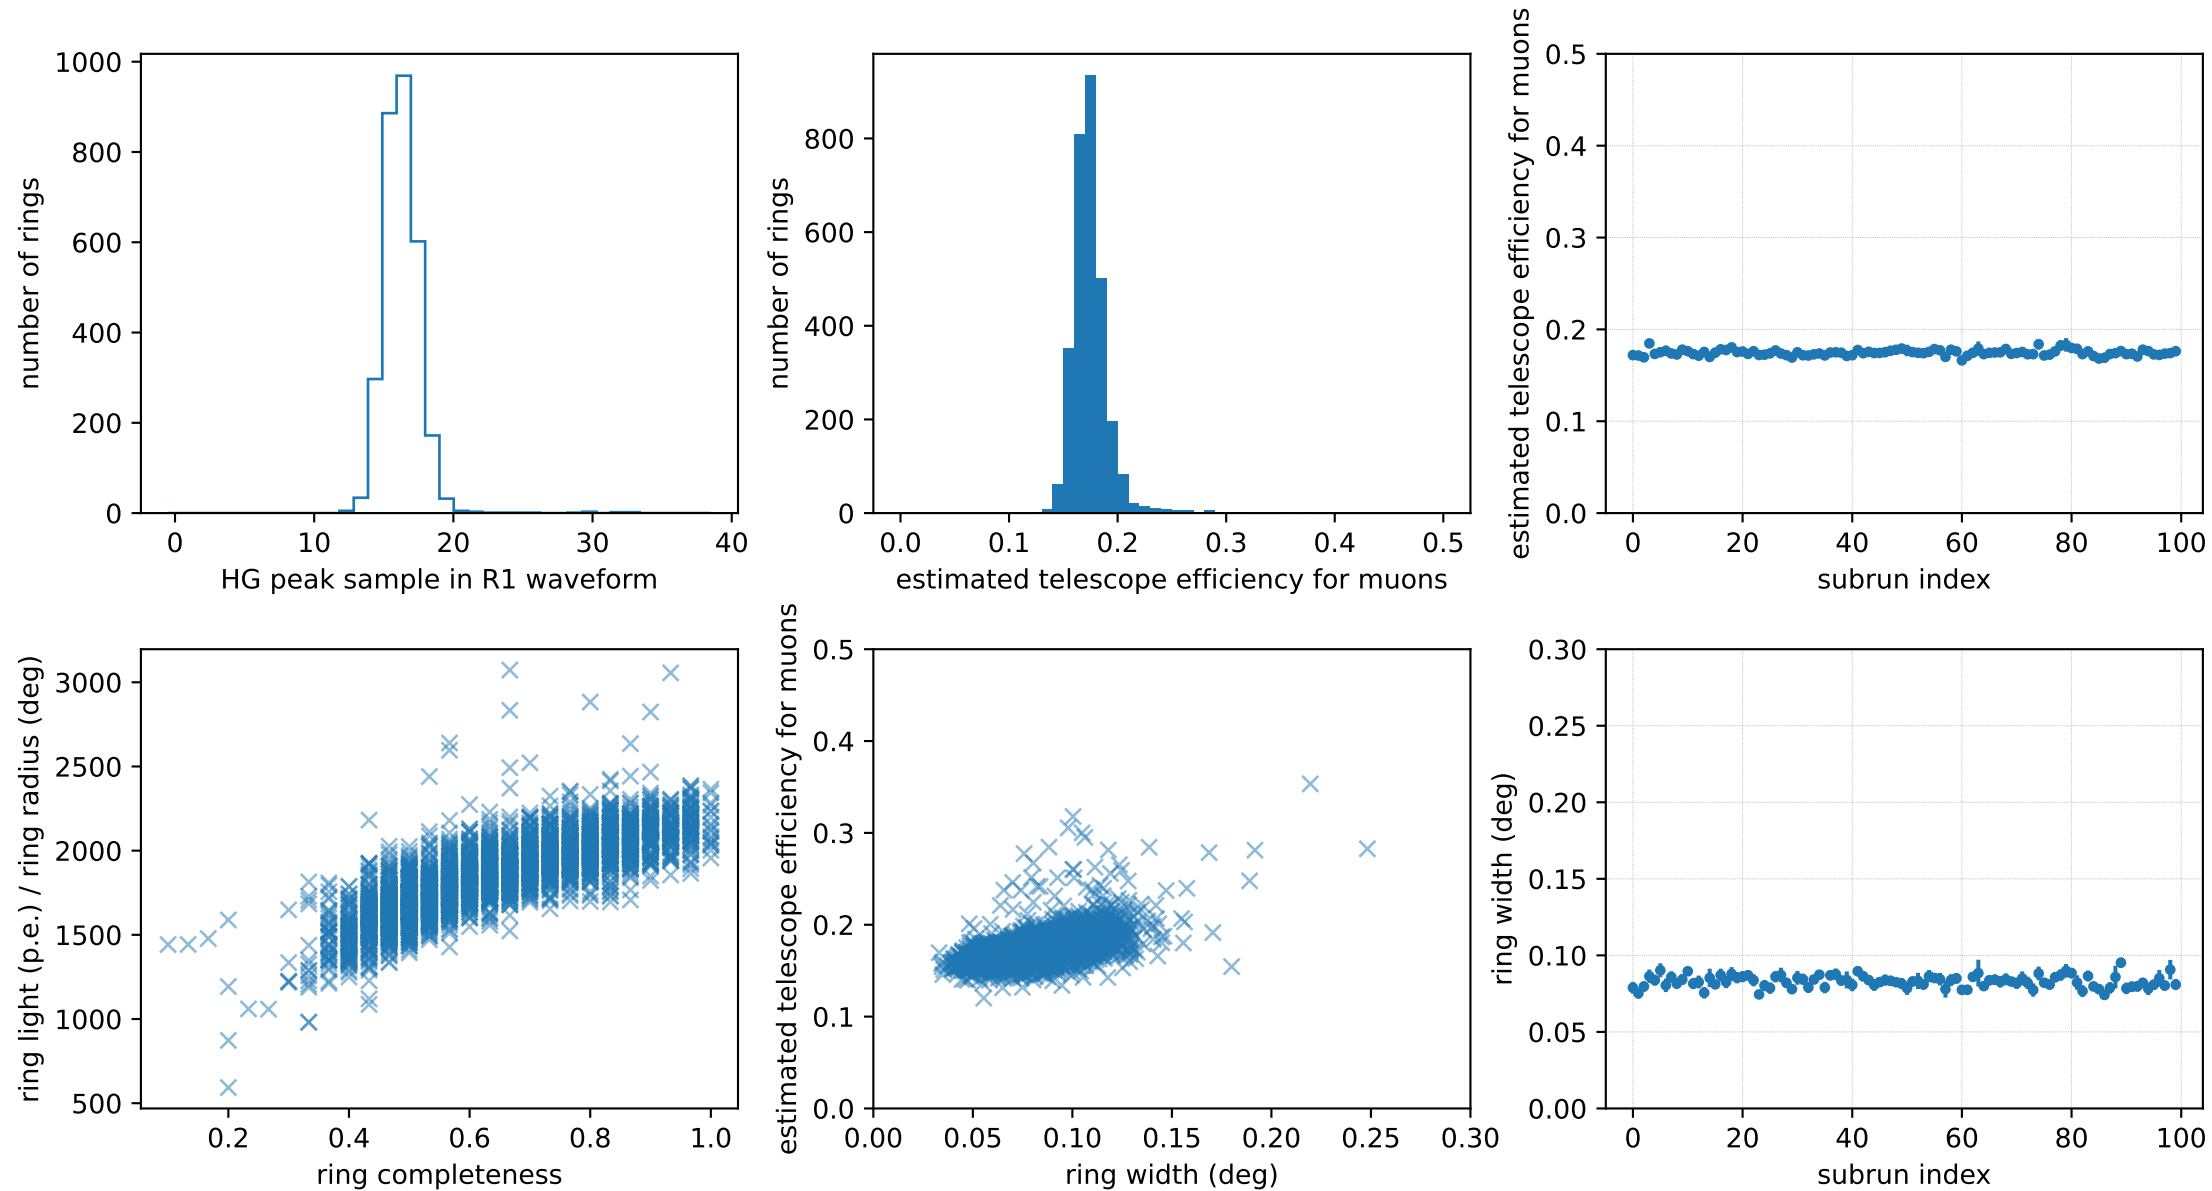 1000
800
600
400
200
0
number of rings
0 10 20 30 40
HG peak sample in R1 waveform
800
600
400
200
0
number of rings
0.0 0.1 0.2 0.3 0.4 0.5
estimated telescope efficiency for muons
0.5
0.4
0.3
0.2
0.1
0.0
estimated telescope efficiency for muons
0 20 40 60 80 100
subrun index
3000
2500
2000
1500
1000
500
ring light (p.e.) / ring radius (deg)
0.2 0.4 0.6 0.8 1.0
ring completeness
0.5
0.4
0.3
0.2
0.1
0.0
estimated telescope efficiency for muons
0.00 0.05 0.10 0.15 0.20 0.25 0.30
ring width (deg)
0.30
0.25
0.20
0.15
0.10
0.05
0.00
ring width (deg)
0 20 40 60 80 100
subrun index